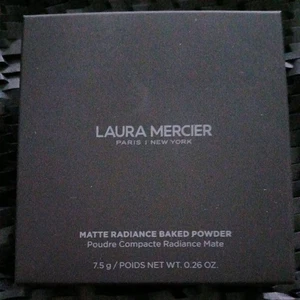 LAURA MERCIER
PARIS / NEW YORK
MATTE RADIANCE BAKED POWDER
Poudre Compacte Radiance Mate
7.5 g / POIDS NET WT. 0.26 OZ.